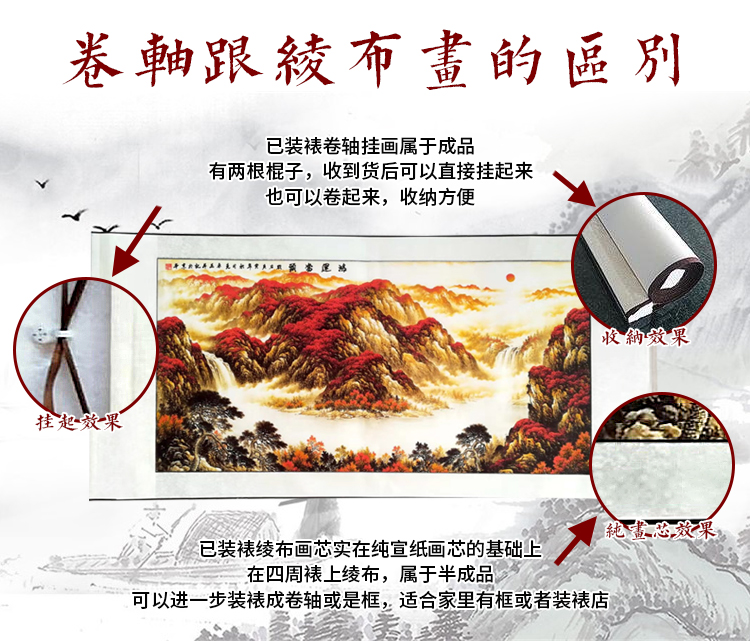 卷軸跟綾布畫的區別
已装裱卷轴挂画属于成品
有两根棍子，收到货后可以直接挂起来
也可以卷起来，收纳方便
鴻運當頭
收納效果
挂起效果
純畫芯效果
已装裱绫布画芯实在纯宣纸画芯的基础上
在四周裱上绫布，属于半成品
可以进一步装裱成卷轴或是框，适合家里有框或者装裱店